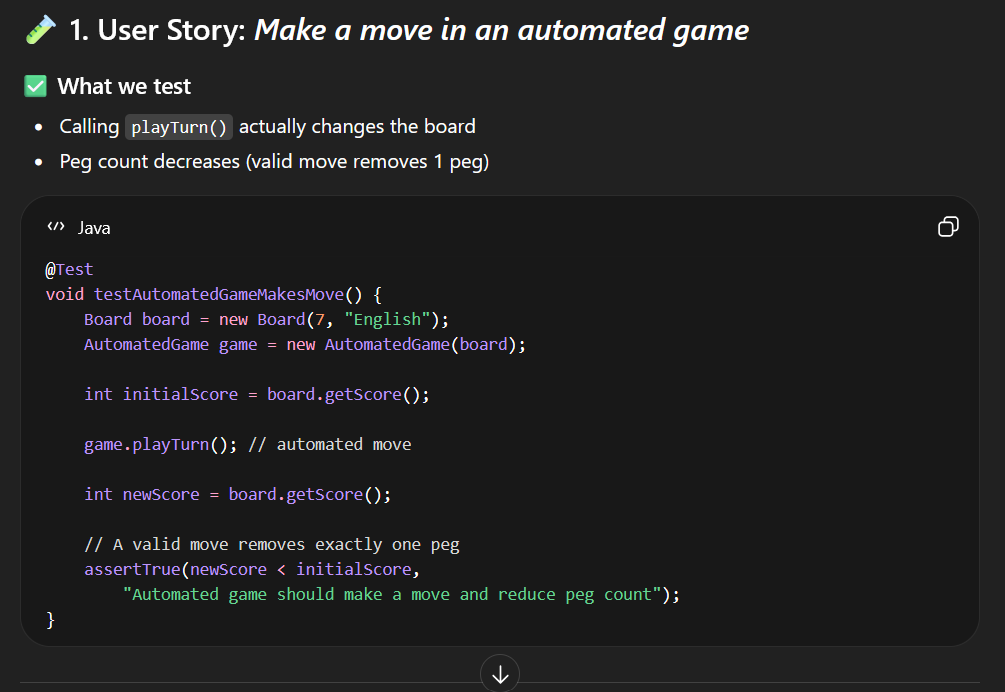 1. User Story: Make a move in an automated game
What we test
Calling playTurn() actually changes the board
Peg count decreases (valid move removes 1 peg)
Java
@Test
void testAutomatedGameMakesMove() {
    Board board = new Board(7, "English");
    AutomatedGame game = new AutomatedGame(board);
    int initialScore = board.getScore();
    game.playTurn(); // automated move
    int newScore = board.getScore();
    // A valid move removes exactly one peg
    assertTrue(newScore < initialScore,
        "Automated game should make a move and reduce peg count");
}